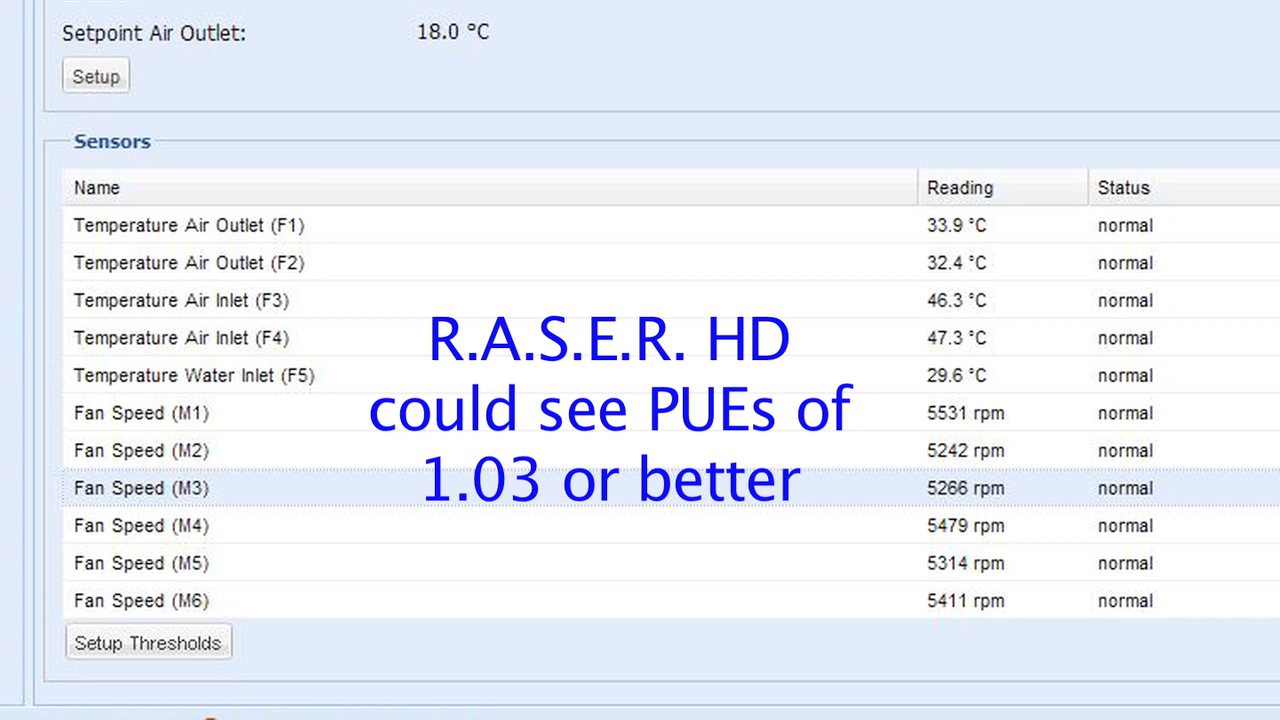 Setpoint Air Outlet: 18.0 °C
Setup
Sensors
Name Reading Status
Temperature Air Outlet (F1) 33.9 °C normal
Temperature Air Outlet (F2) 32.4 °C normal
Temperature Air Inlet (F3) 46.3 °C normal
Temperature Air Inlet (F4) 47.3 °C normal
Temperature Water Inlet (F5) 29.6 °C normal
Fan Speed (M1) 5531 rpm normal
Fan Speed (M2) 5242 rpm normal
Fan Speed (M3) 5266 rpm normal
Fan Speed (M4) 5479 rpm normal
Fan Speed (M5) 5314 rpm normal
Fan Speed (M6) 5411 rpm normal
Setup Thresholds
R.A.S.E.R. HD
could see PUEs of
1.03 or better